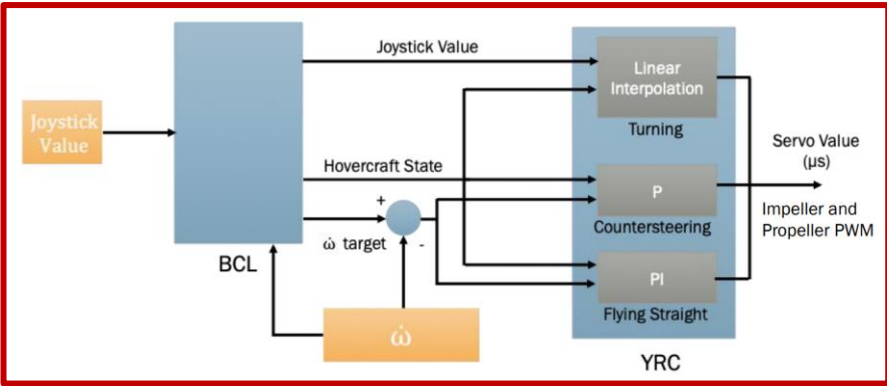 Joystick
Value
BCL
Joystick Value
Hovercraft State
+
ω̇ target
-
ω̇
Linear
Interpolation
Turning
P
Countersteering
PI
Flying Straight
YRC
Servo Value
(µs)
Impeller and
Propeller PWM